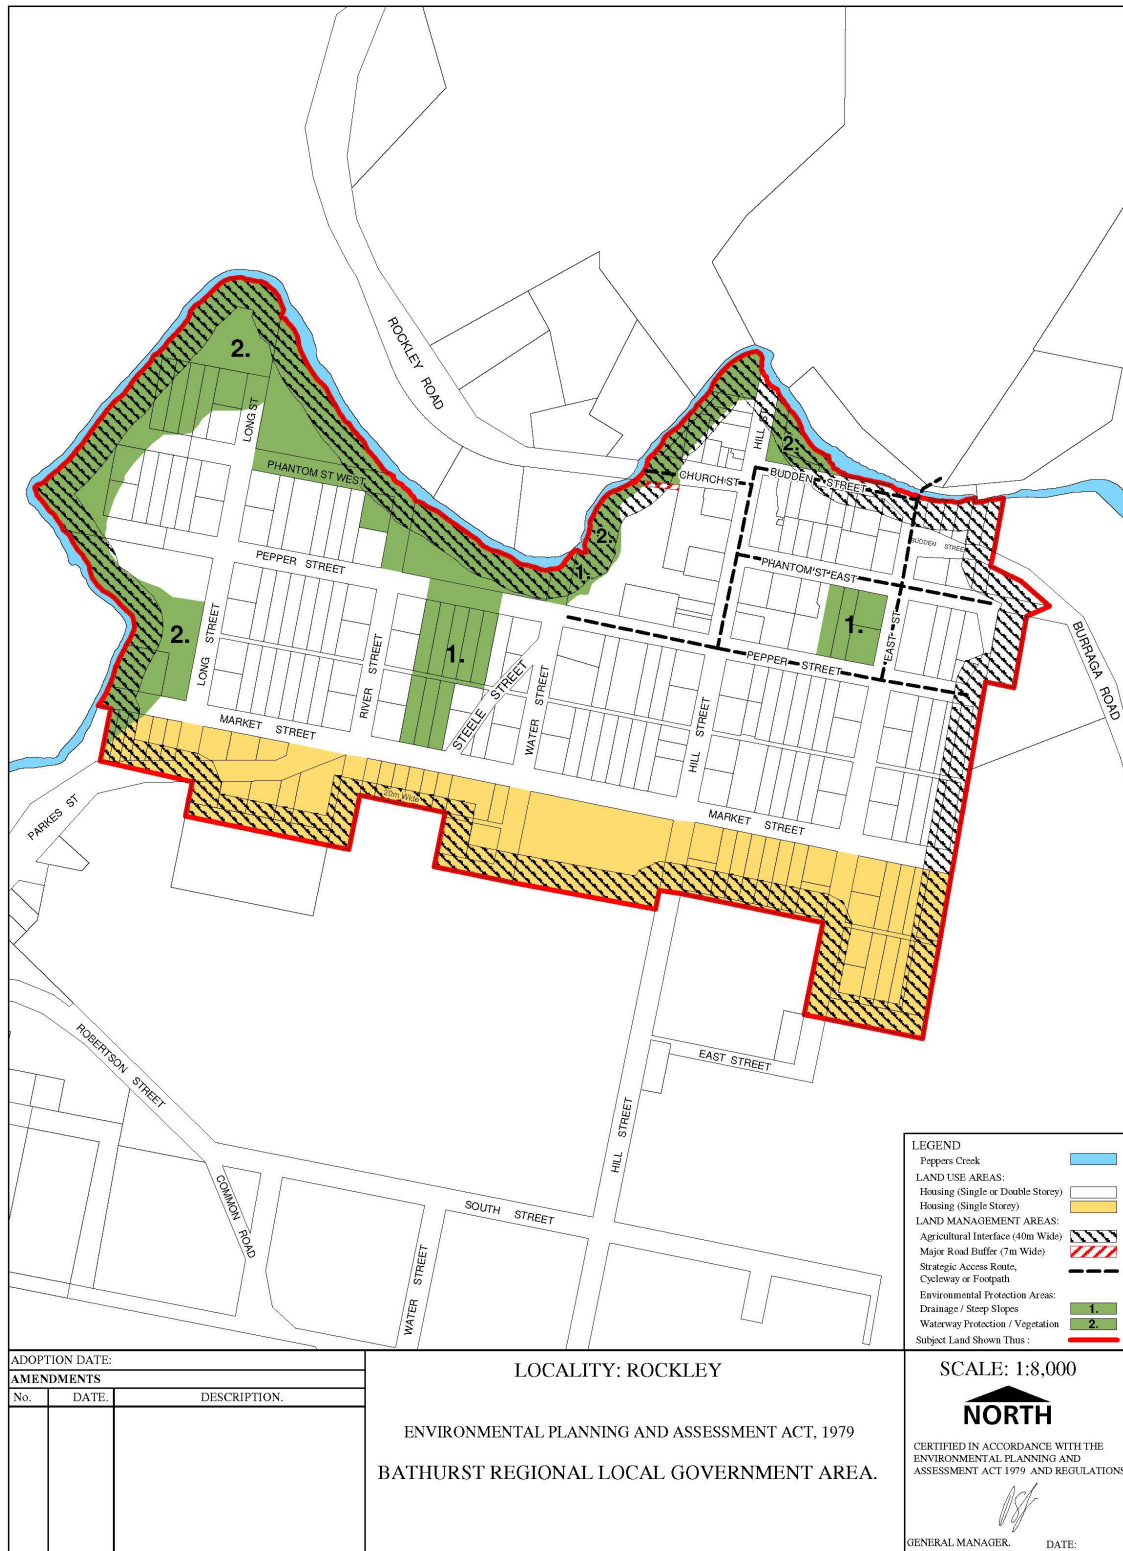 ROCKLEY ROAD
2.
LONG ST
PHANTOM ST WEST
HILL ST
2.
CHURCH ST
BUDDEN STREET
BUDDEN STREE
2.
1.
PEPPER STREET
PHANTOM ST EAST
1.
EAST ST
2.
LONG STREET
RIVER STREET
1.
STEELE STREET
WATER STREET
PEPPER STREET
HILL STREET
BURRAGA ROAD
MARKET STREET
20m Wide
MARKET STREET
PARKES ST
ROBERTSON STREET
EAST STREET
HILL STREET
COMMON ROAD
SOUTH STREET
WATER STREET
LEGEND
Peppers Creek
LAND USE AREAS:
Housing (Single or Double Storey)
Housing (Single Storey)
LAND MANAGEMENT AREAS:
Agricultural Interface (40m Wide)
Major Road Buffer (7m Wide)
Strategic Access Route,
Cycleway or Footpath
Environmental Protection Areas:
Drainage / Steep Slopes 1.
Waterway Protection / Vegetation 2.
Subject Land Shown Thus :
ADOPTION DATE:
AMENDMENTS
No. DATE. DESCRIPTION.
LOCALITY: ROCKLEY
ENVIRONMENTAL PLANNING AND ASSESSMENT ACT, 1979
BATHURST REGIONAL LOCAL GOVERNMENT AREA.
SCALE: 1:8,000
NORTH
CERTIFIED IN ACCORDANCE WITH THE
ENVIRONMENTAL PLANNING AND
ASSESSMENT ACT 1979 AND REGULATIONS
GENERAL MANAGER. DATE: